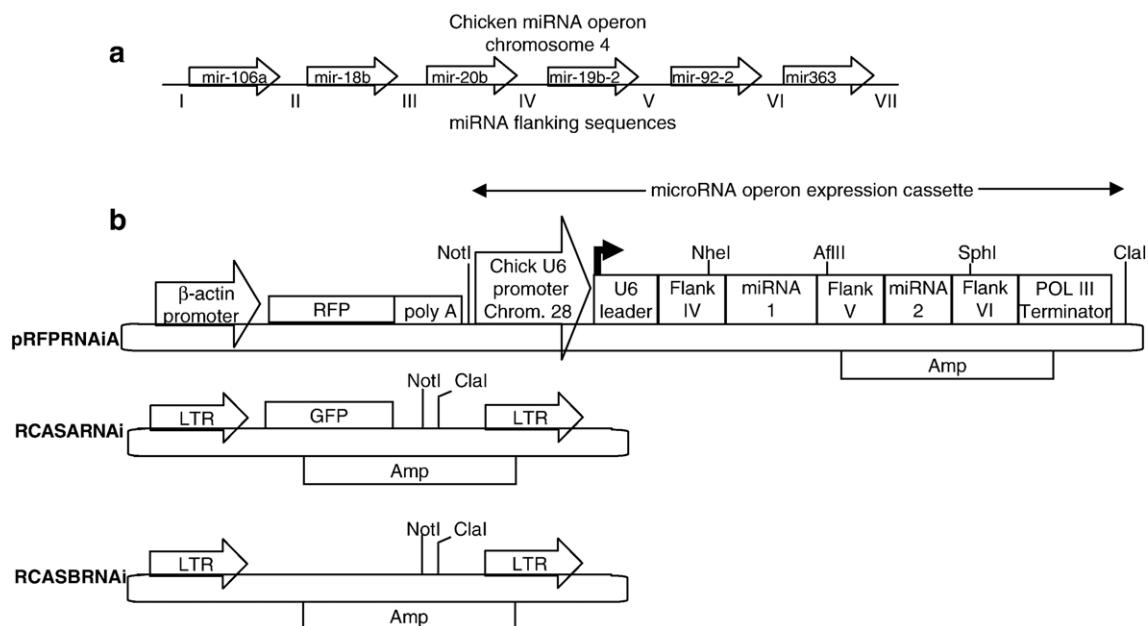 a
Chicken miRNA operon
chromosome 4
mir-106a mir-18b mir-20b mir-19b-2 mir-92-2 mir363
I II III IV V VI VII
miRNA flanking sequences
microRNA operon expression cassette
b
NotI NheI AflII SphI ClaI
β-actin
promoter
RFP
poly A
Chick U6
promoter
Chrom. 28
U6
leader
Flank
IV
miRNA
1
Flank
V
miRNA
2
Flank
VI
POL III
Terminator
pRFPRNAiA
Amp
NotI ClaI
RCASARNAi
LTR GFP LTR
Amp
NotI ClaI
RCASBRNAi
LTR LTR
Amp